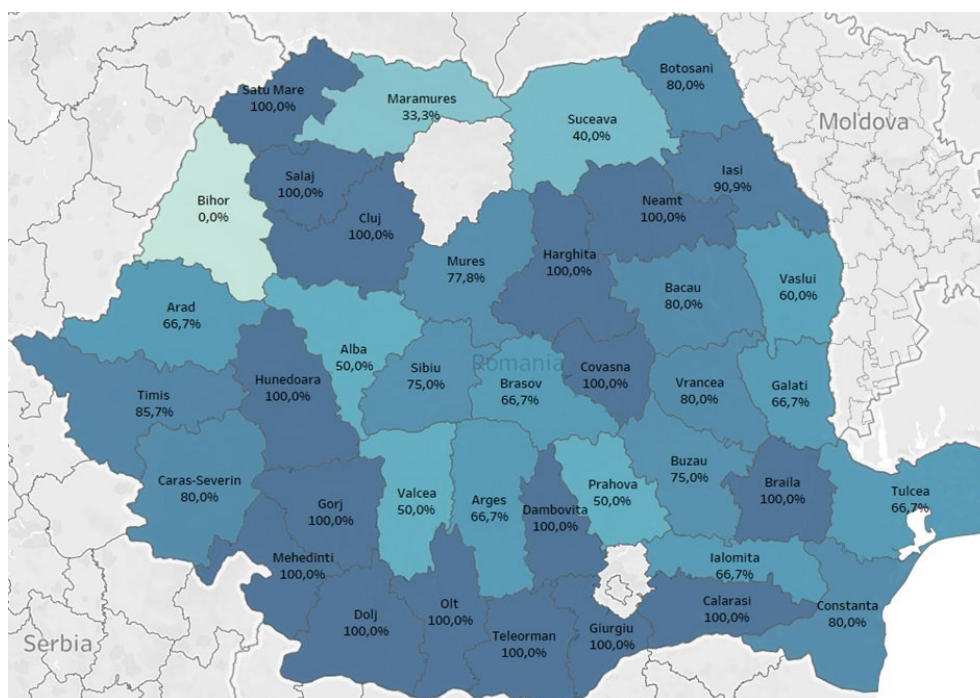 Botosani
80,0%
Satu Mare
100,0%
Maramures
33,3%
Suceava
40,0%
Moldova
Iasi
90,9%
Salaj
100,0%
Neamt
100,0%
Bihor
0,0%
Cluj
100,0%
Mures
77,8%
Harghita
100,0%
Bacau
80,0%
Vaslui
60,0%
Arad
66,7%
Alba
50,0%
Sibiu
75,0%
Romania
Brasov
66,7%
Covasna
100,0%
Vrancea
80,0%
Galati
66,7%
Hunedoara
100,0%
Timis
85,7%
Caras-Severin
80,0%
Gorj
100,0%
Valcea
50,0%
Arges
66,7%
Dambovita
100,0%
Prahova
50,0%
Buzau
75,0%
Braila
100,0%
Tulcea
66,7%
Mehedinti
100,0%
Ialomita
66,7%
Dolj
100,0%
Olt
100,0%
Teleorman
100,0%
Giurgiu
100,0%
Calarasi
100,0%
Constanta
80,0%
Serbia